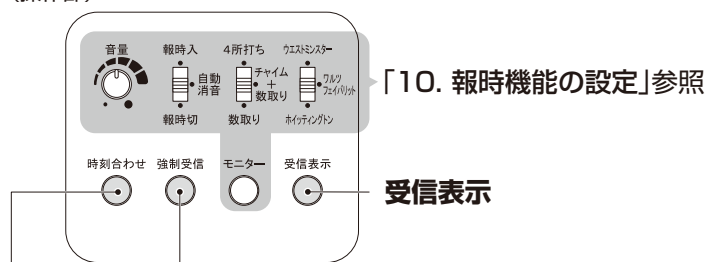 音量 報時入 4所打ち ウエストミンスター
自動消音 チャイム+数取り ワルツフェイバリット
報時切 数取り ホイッティングトン
「10. 報時機能の設定」参照
時刻合わせ 強制受信 モニター 受信表示
受信表示